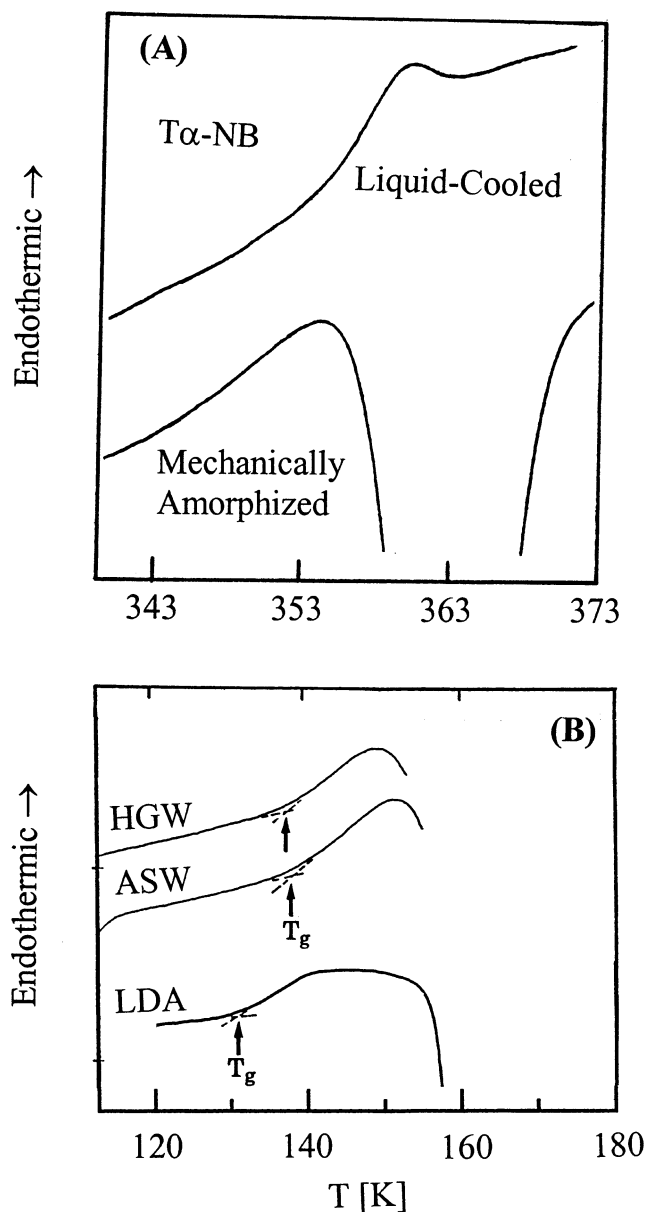 (A)
Tα-NB
Liquid-Cooled
Mechanically
Amorphized
Endothermic →
343 353 363 373
(B)
HGW
ASW
Tg
LDA
Tg
Endothermic →
120 140 160 180
T [K]